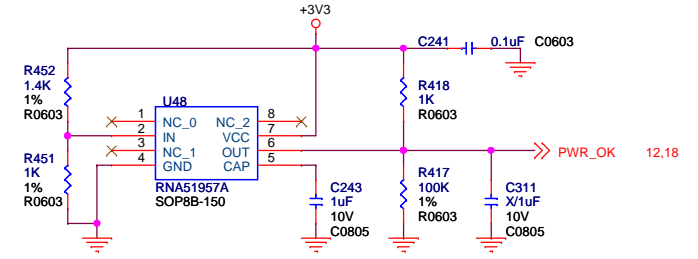 +3V3
C241
0.1uF
C0603
R452
1.4K
1%
R0603
R418
1K
R0603
U48
1
NC_0
NC_2
8
2
IN
VCC
7
3
NC_1
OUT
6
4
GND
CAP
5
PWR_OK
12,18
R451
1K
1%
R0603
RNA51957A
SOP8B-150
C243
1uF
10V
C0805
R417
100K
1%
R0603
C311
X/1uF
10V
C0805